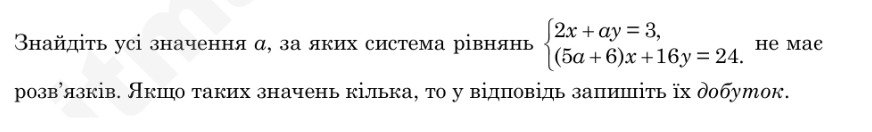 Знайдіть усі значення a, за яких система рівнянь {2x + ay = 3, не має
(5a + 6)x + 16y = 24.
розв’язків. Якщо таких значень кілька, то у відповідь запишіть їх добуток.